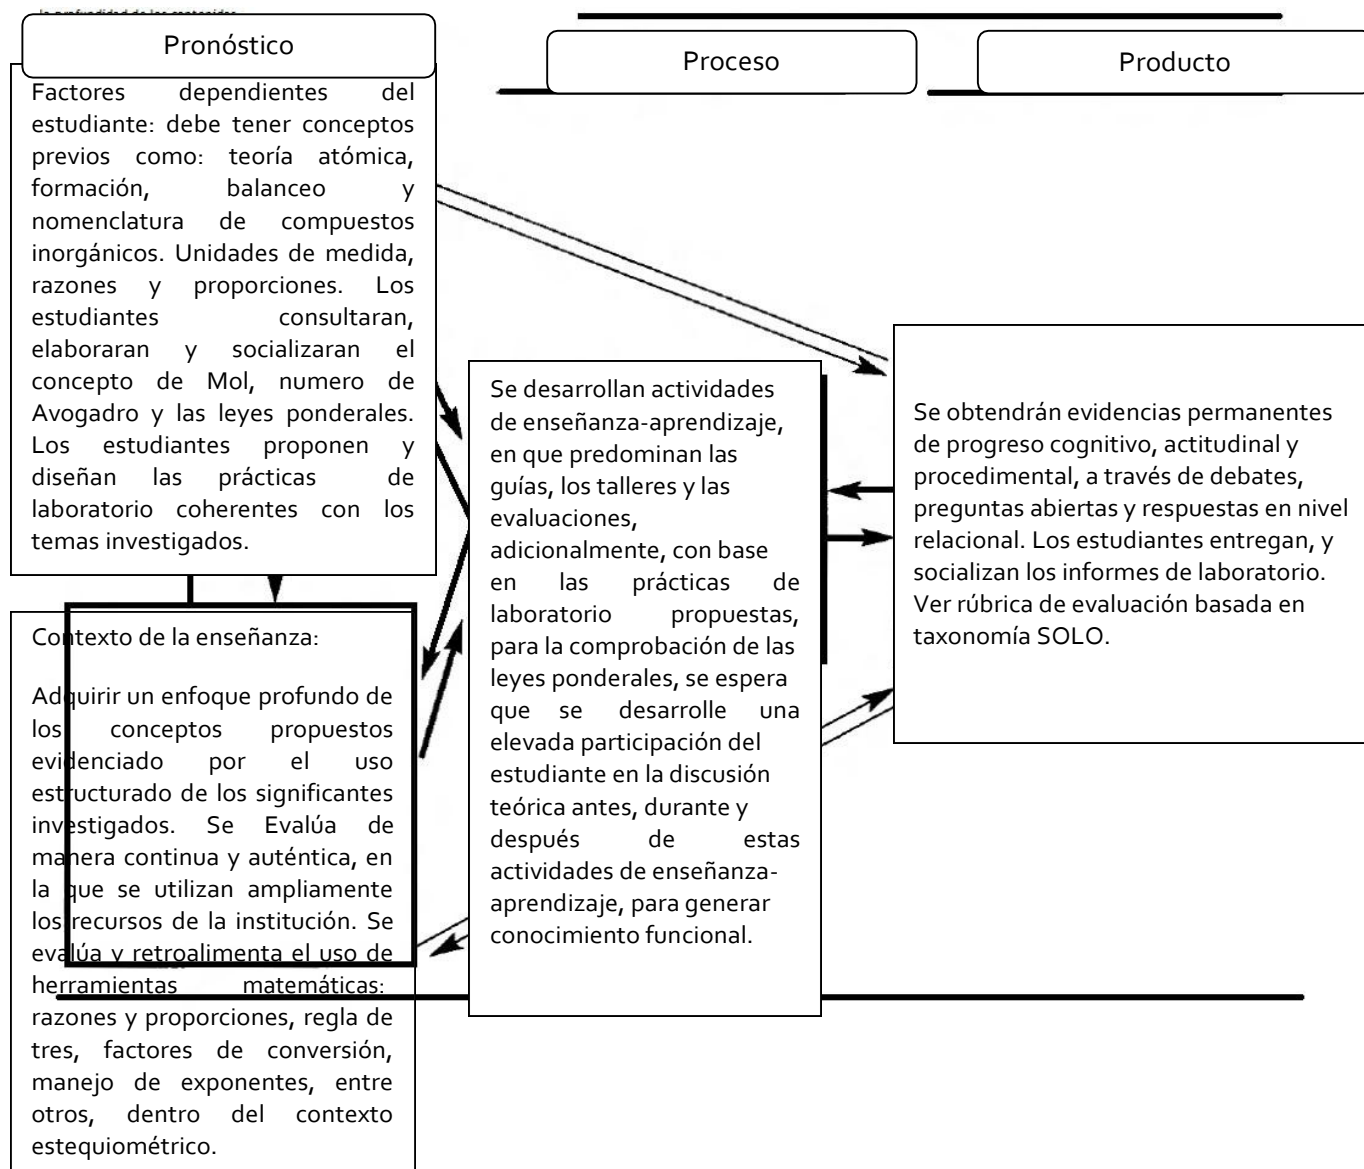 la profundidad de los contenidos
Pronóstico
Factores dependientes del
estudiante: debe tener conceptos
previos como: teoría atómica,
formación, balanceo y
nomenclatura de compuestos
inorgánicos. Unidades de medida,
razones y proporciones. Los
estudiantes consultaran,
elaboraran y socializaran el
concepto de Mol, numero de
Avogadro y las leyes ponderales.
Los estudiantes proponen y
diseñan las prácticas de
laboratorio coherentes con los
temas investigados.
Contexto de la enseñanza:
Adquirir un enfoque profundo de
los conceptos propuestos
evidenciado por el uso
estructurado de los significantes
investigados. Se Evalúa de
manera continua y auténtica, en
la que se utilizan ampliamente
los recursos de la institución. Se
evalúa y retroalimenta el uso de
herramientas matemáticas:
razones y proporciones, regla de
tres, factores de conversión,
manejo de exponentes, entre
otros, dentro del contexto
estequiométrico.
Proceso
Se desarrollan actividades
de enseñanza-aprendizaje,
en que predominan las
guías, los talleres y las
evaluaciones,
adicionalmente, con base
en las prácticas de
laboratorio propuestas,
para la comprobación de las
leyes ponderales, se espera
que se desarrolle una
elevada participación del
estudiante en la discusión
teórica antes, durante y
después de estas
actividades de enseñanza-
aprendizaje, para generar
conocimiento funcional.
Producto
Se obtendrán evidencias permanentes
de progreso cognitivo, actitudinal y
procedimental, a través de debates,
preguntas abiertas y respuestas en nivel
relacional. Los estudiantes entregan, y
socializan los informes de laboratorio.
Ver rúbrica de evaluación basada en
taxonomía SOLO.